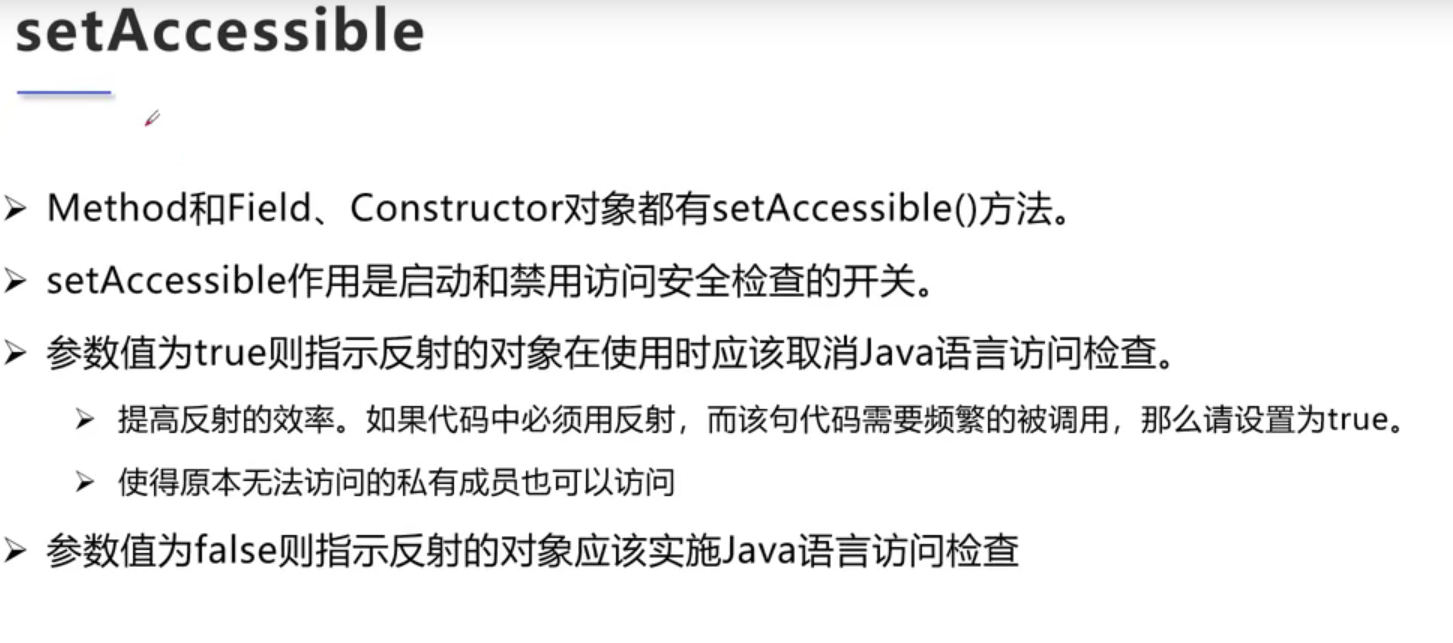 setAccessible
Method和Field、Constructor对象都有setAccessible()方法。
setAccessible作用是启动和禁用访问安全检查的开关。
参数值为true则指示反射的对象在使用时应该取消Java语言访问检查。
提高反射的效率。如果代码中必须用反射，而该句代码需要频繁的被调用，那么请设置为true。
使得原本无法访问的私有成员也可以访问
参数值为false则指示反射的对象应该实施Java语言访问检查